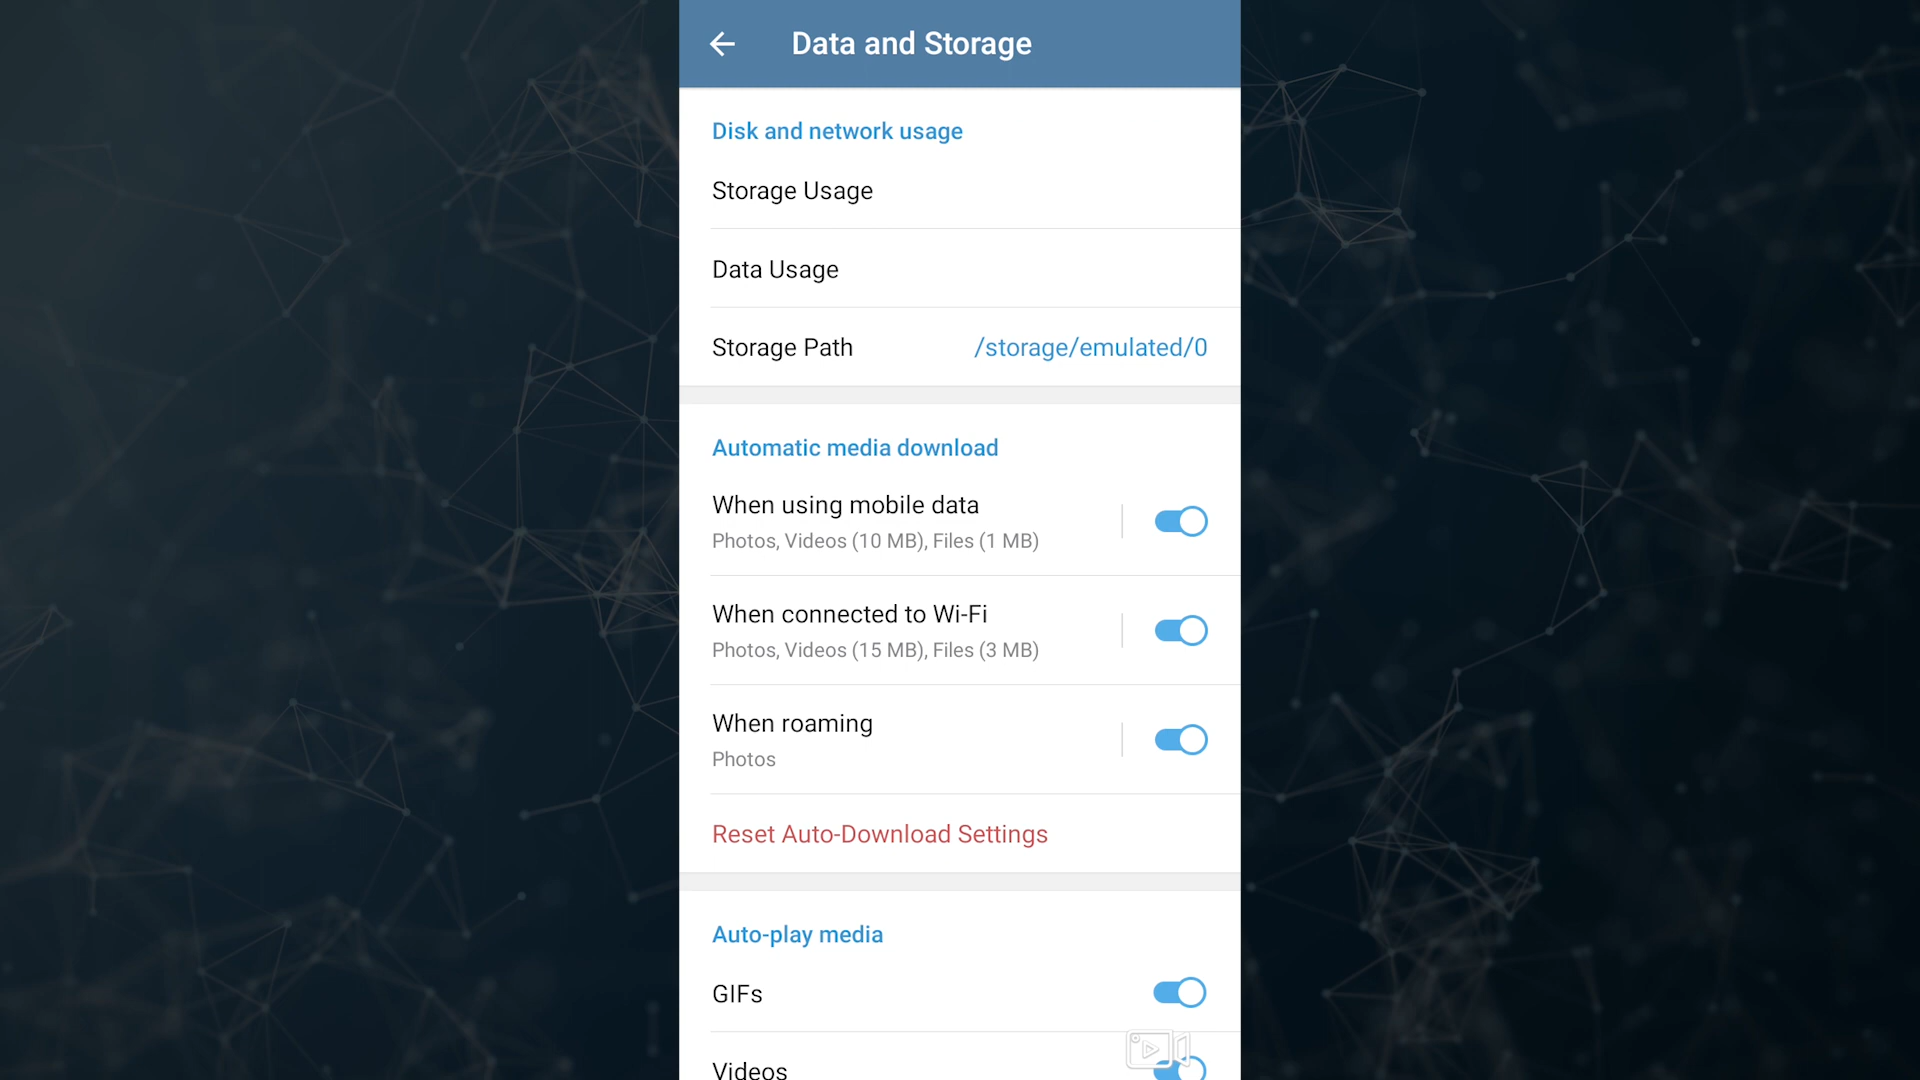 Data and Storage
Disk and network usage
Storage Usage
Data Usage
Storage Path /storage/emulated/0
Automatic media download
When using mobile data
Photos, Videos (10 MB), Files (1 MB)
When connected to Wi-Fi
Photos, Videos (15 MB), Files (3 MB)
When roaming
Photos
Reset Auto-Download Settings
Auto-play media
GIFs
Videos